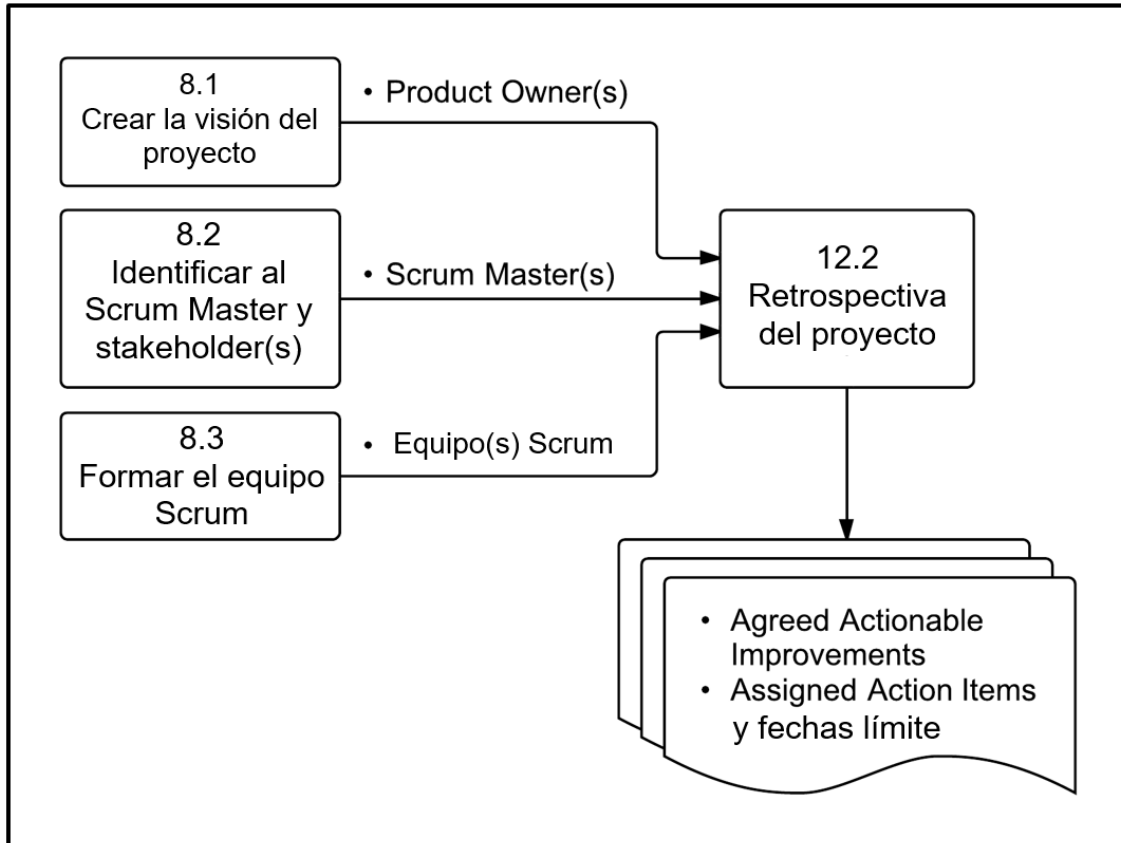 8.1
Crear la visión del
proyecto
• Product Owner(s)
8.2
Identificar al
Scrum Master y
stakeholder(s)
• Scrum Master(s)
8.3
Formar el equipo
Scrum
• Equipo(s) Scrum
12.2
Retrospectiva
del proyecto
• Agreed Actionable
Improvements
• Assigned Action Items
y fechas límite